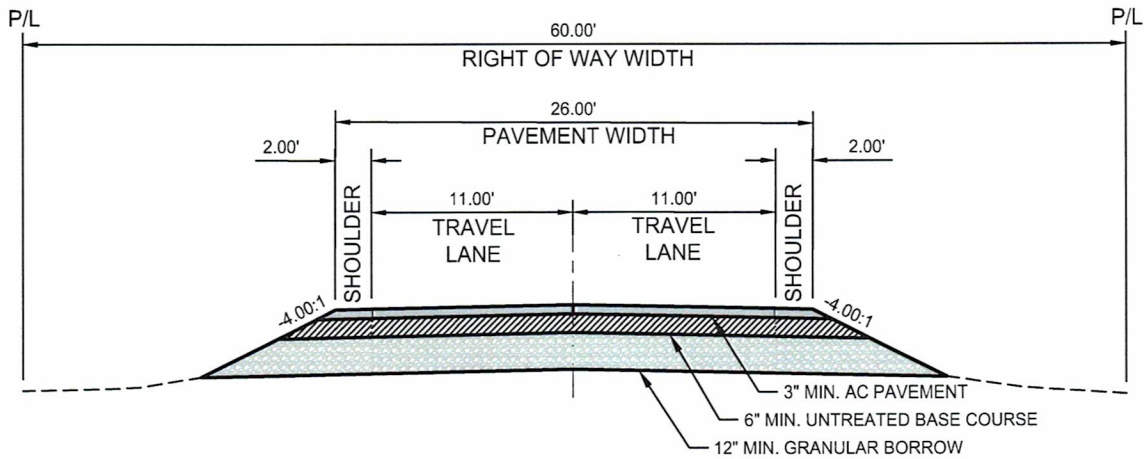 P/L
P/L
60.00'
RIGHT OF WAY WIDTH
26.00'
PAVEMENT WIDTH
2.00'
2.00'
SHOULDER
11.00'
TRAVEL
LANE
11.00'
TRAVEL
LANE
SHOULDER
-4.00:1
-4.00:1
3" MIN. AC PAVEMENT
6" MIN. UNTREATED BASE COURSE
12" MIN. GRANULAR BORROW